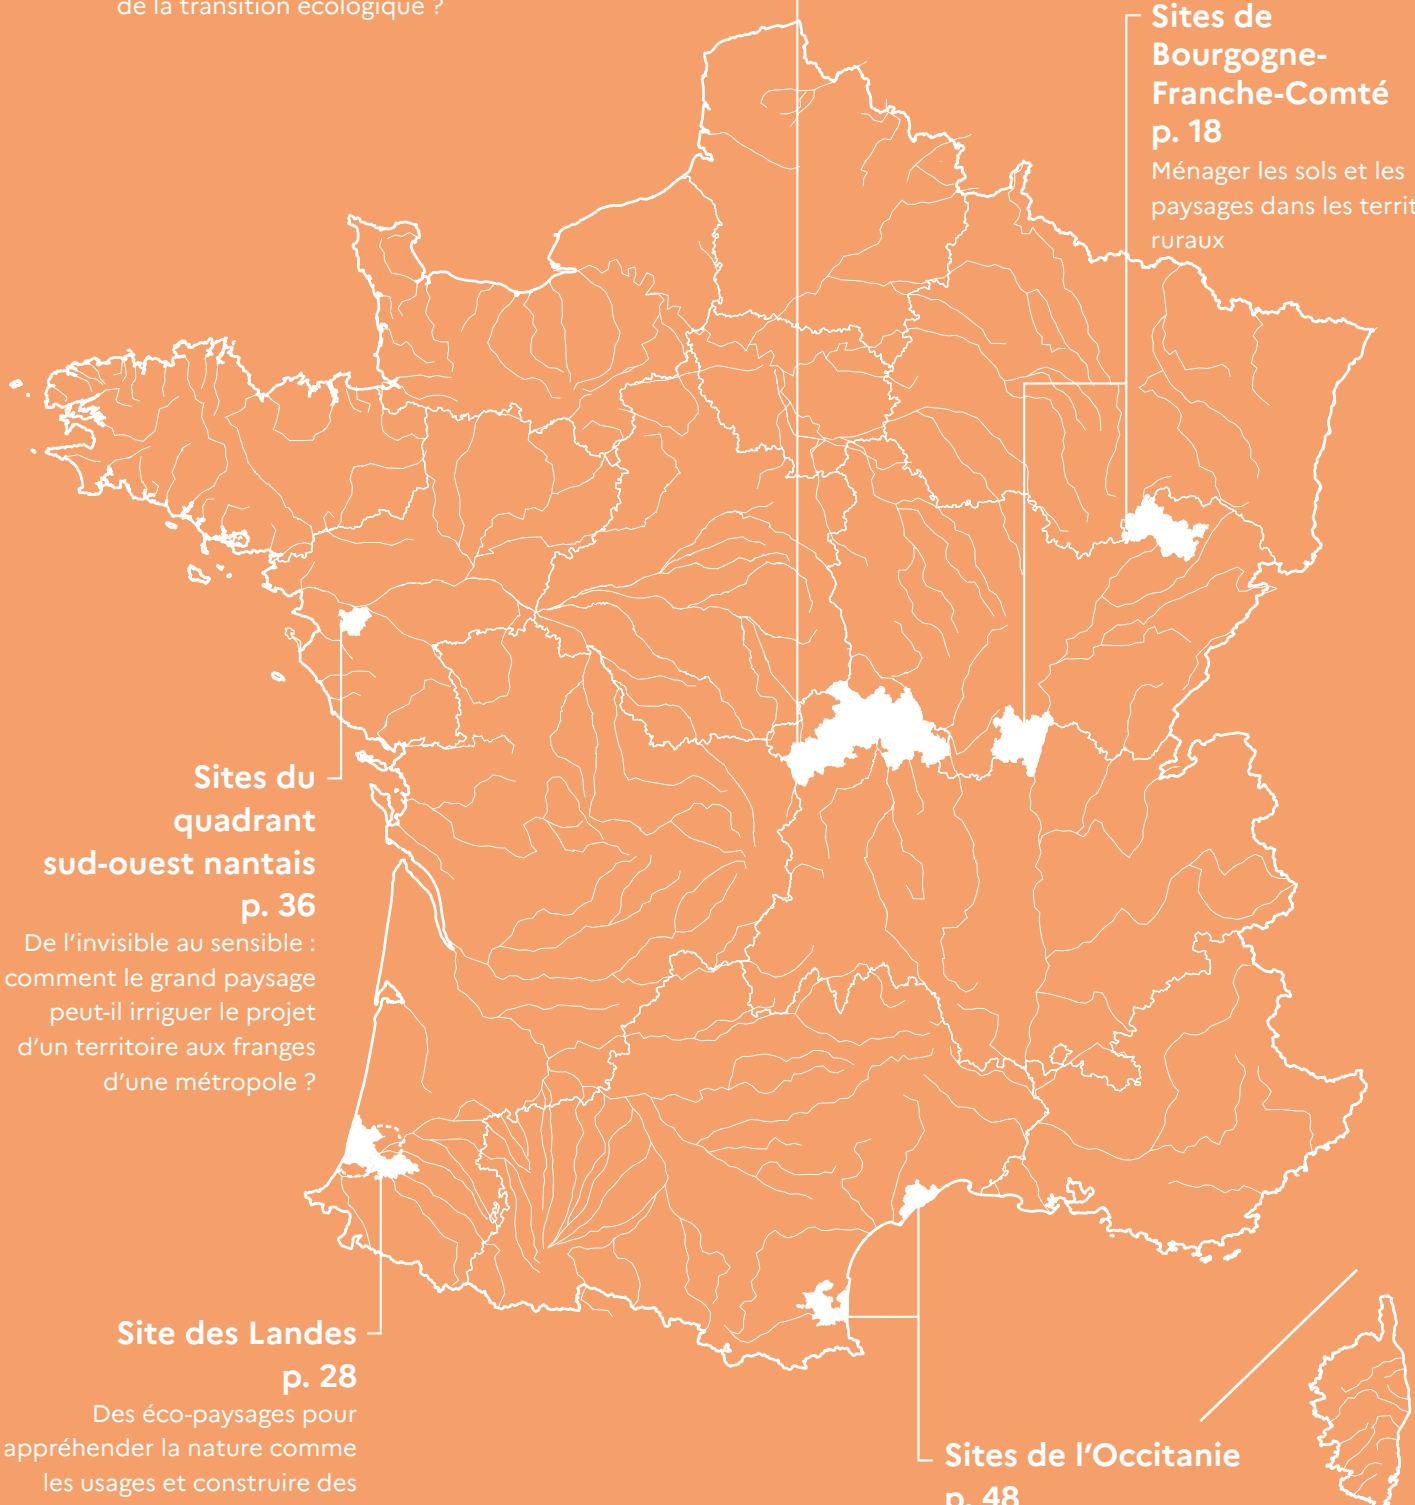 de la transition écologique ?
Sites de
Bourgogne-
Franche-Comté
p. 18
Ménager les sols et les
paysages dans les territ
ruraux
Sites du
quadrant
sud-ouest nantais
p. 36
De l'invisible au sensible :
comment le grand paysage
peut-il irriguer le projet
d'un territoire aux franges
d'une métropole ?
Site des Landes
p. 28
Des éco-paysages pour
appréhender la nature comme
les usages et construire des
Sites de l'Occitanie
p. 48